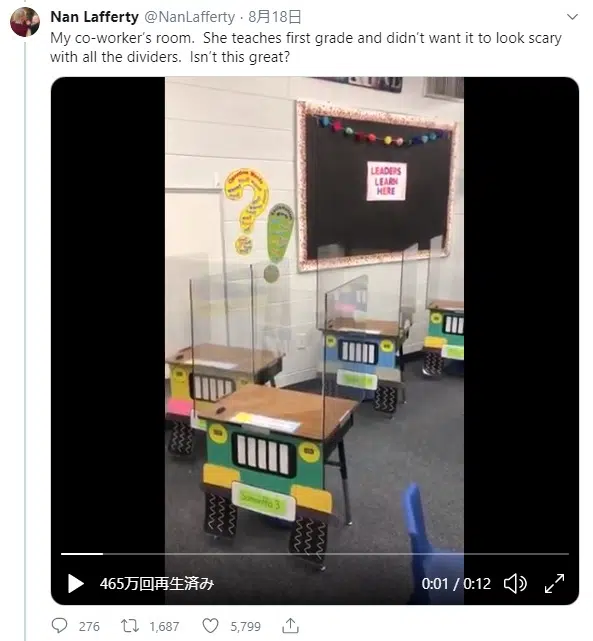 Nan Lafferty @NanLafferty · 8月18日
My co-worker's room.  She teaches first grade and didn't want it to look scary
with all the dividers.  Isn't this great?
LEADERS
LEARN
HERE
465万回再生済み
0:01 / 0:12
276
1,687
5,799